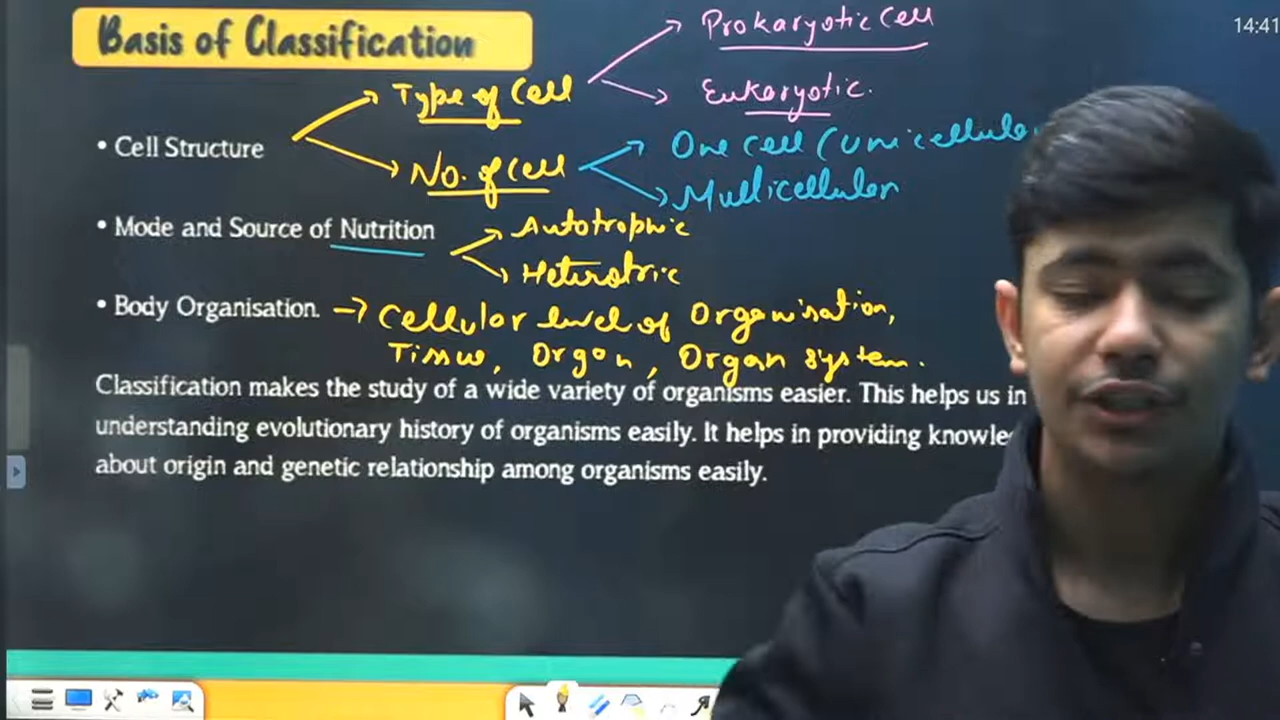 Basis of Classification
14:41
Prokaryotic Cell
Type of Cell
Eukaryotic.
• Cell Structure
One cell (unicellular
No. of cell
Multicellular
• Mode and Source of Nutrition
Autotrophic
Heterotric
• Body Organisation → Cellular level of Organisation,
Tissue, Organ, Organ system.
Classification makes the study of a wide variety of organisms easier. This helps us in
understanding evolutionary history of organisms easily. It helps in providing knowle
about origin and genetic relationship among organisms easily.